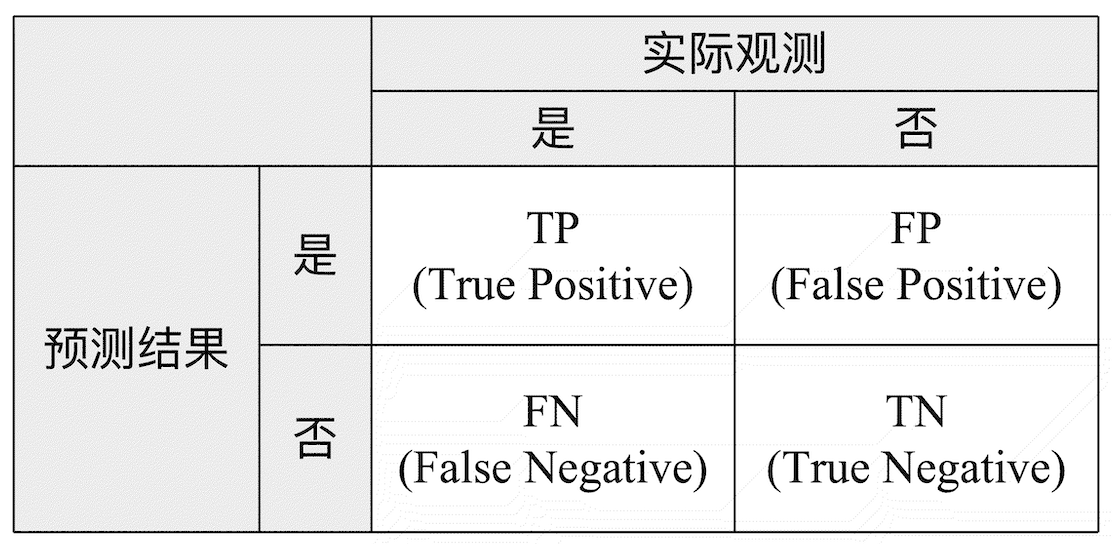 实际观测
是
否
预测结果
是
TP
(True Positive)
FP
(False Positive)
否
FN
(False Negative)
TN
(True Negative)